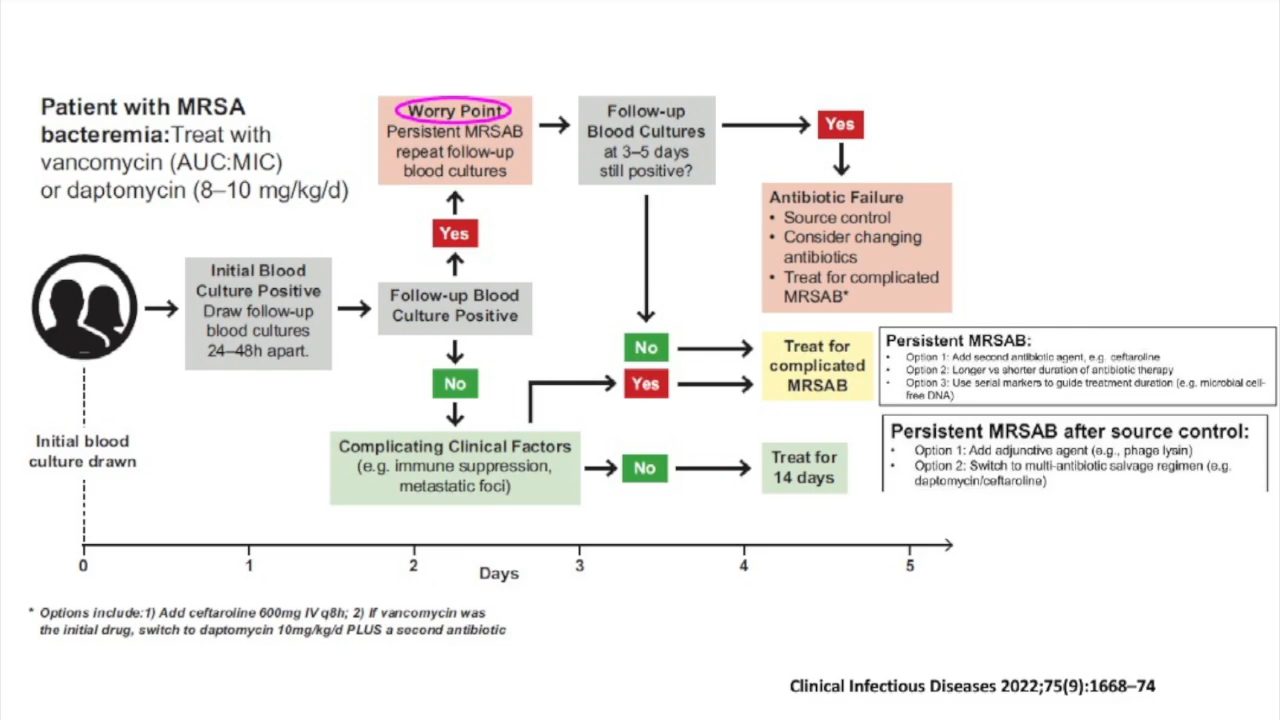 Patient with MRSA
bacteremia:Treat with
vancomycin (AUC:MIC)
or daptomycin (8–10 mg/kg/d)
Initial Blood
Culture Positive
Draw follow-up
blood cultures
24–48h apart.
Initial blood
culture drawn
Worry Point
Persistent MRSAB
repeat follow-up
blood cultures
Yes
Follow-up Blood
Culture Positive
No
Complicating Clinical Factors
(e.g. immune suppression,
metastatic foci)
Follow-up
Blood Cultures
at 3–5 days
still positive?
Yes
Antibiotic Failure
• Source control
• Consider changing
antibiotics
• Treat for complicated
MRSAB*
No
Yes
Treat for
complicated
MRSAB
No
Treat for
14 days
Persistent MRSAB:
• Option 1: Add second antibiotic agent, e.g. ceftaroline
• Option 2: Longer vs shorter duration of antibiotic therapy
• Option 3: Use serial markers to guide treatment duration (e.g. microbial cell-
free DNA)
Persistent MRSAB after source control:
• Option 1: Add adjunctive agent (e.g., phage lysin)
• Option 2: Switch to multi-antibiotic salvage regimen (e.g.
daptomycin/ceftaroline)
0 1 2 3 4 5
Days
* Options include:1) Add ceftaroline 600mg IV q8h; 2) If vancomycin was
the initial drug, switch to daptomycin 10mg/kg/d PLUS a second antibiotic
Clinical Infectious Diseases 2022;75(9):1668–74